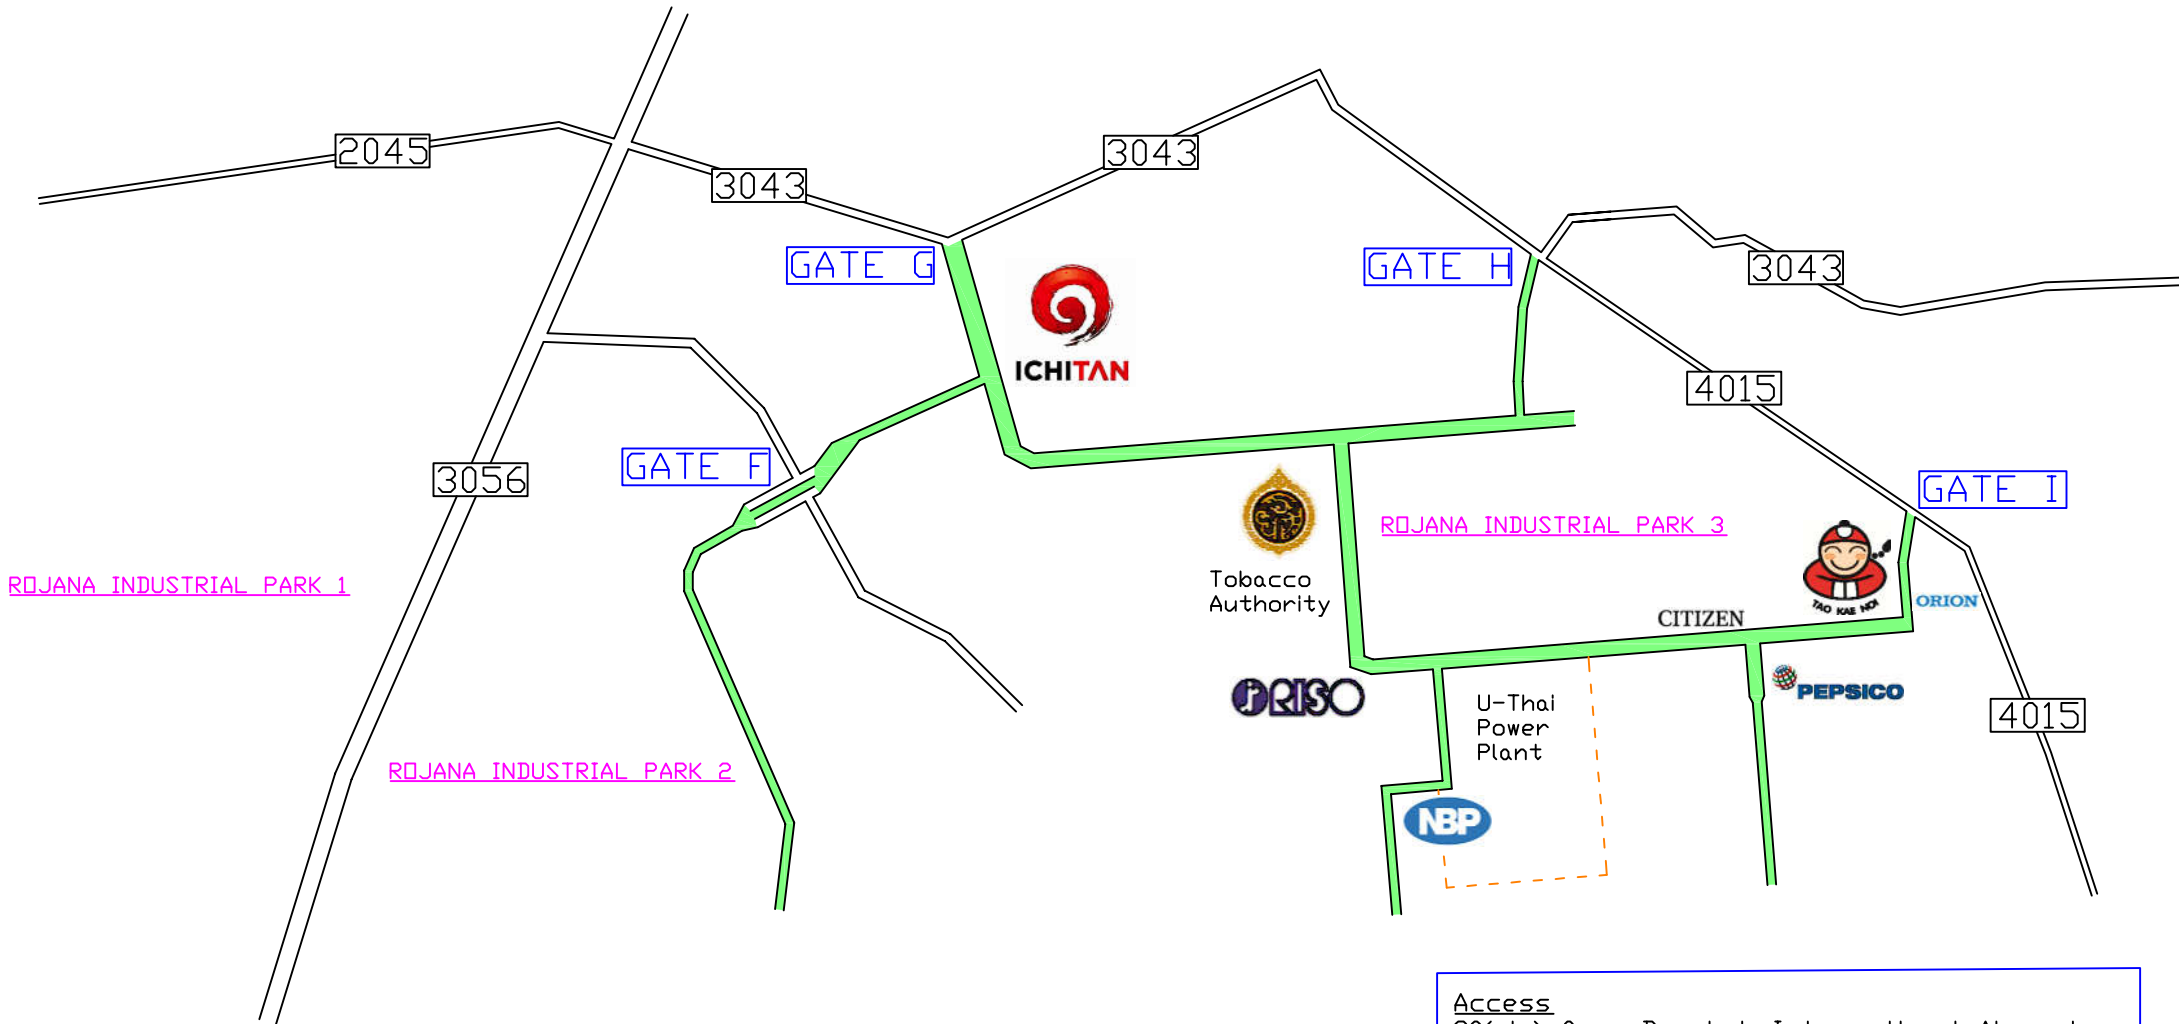 2045
3043
3043
GATE G
GATE H
3043
ICHITAN
4015
GATE F
3056
GATE I
ROJANA INDUSTRIAL PARK 3
Tobacco
Authority
ROJANA INDUSTRIAL PARK 1
TAO KAE NOI
ORION
CITIZEN
RISO
U-Thai
Power
Plant
PEPSICO
4015
ROJANA INDUSTRIAL PARK 2
NBP
Access